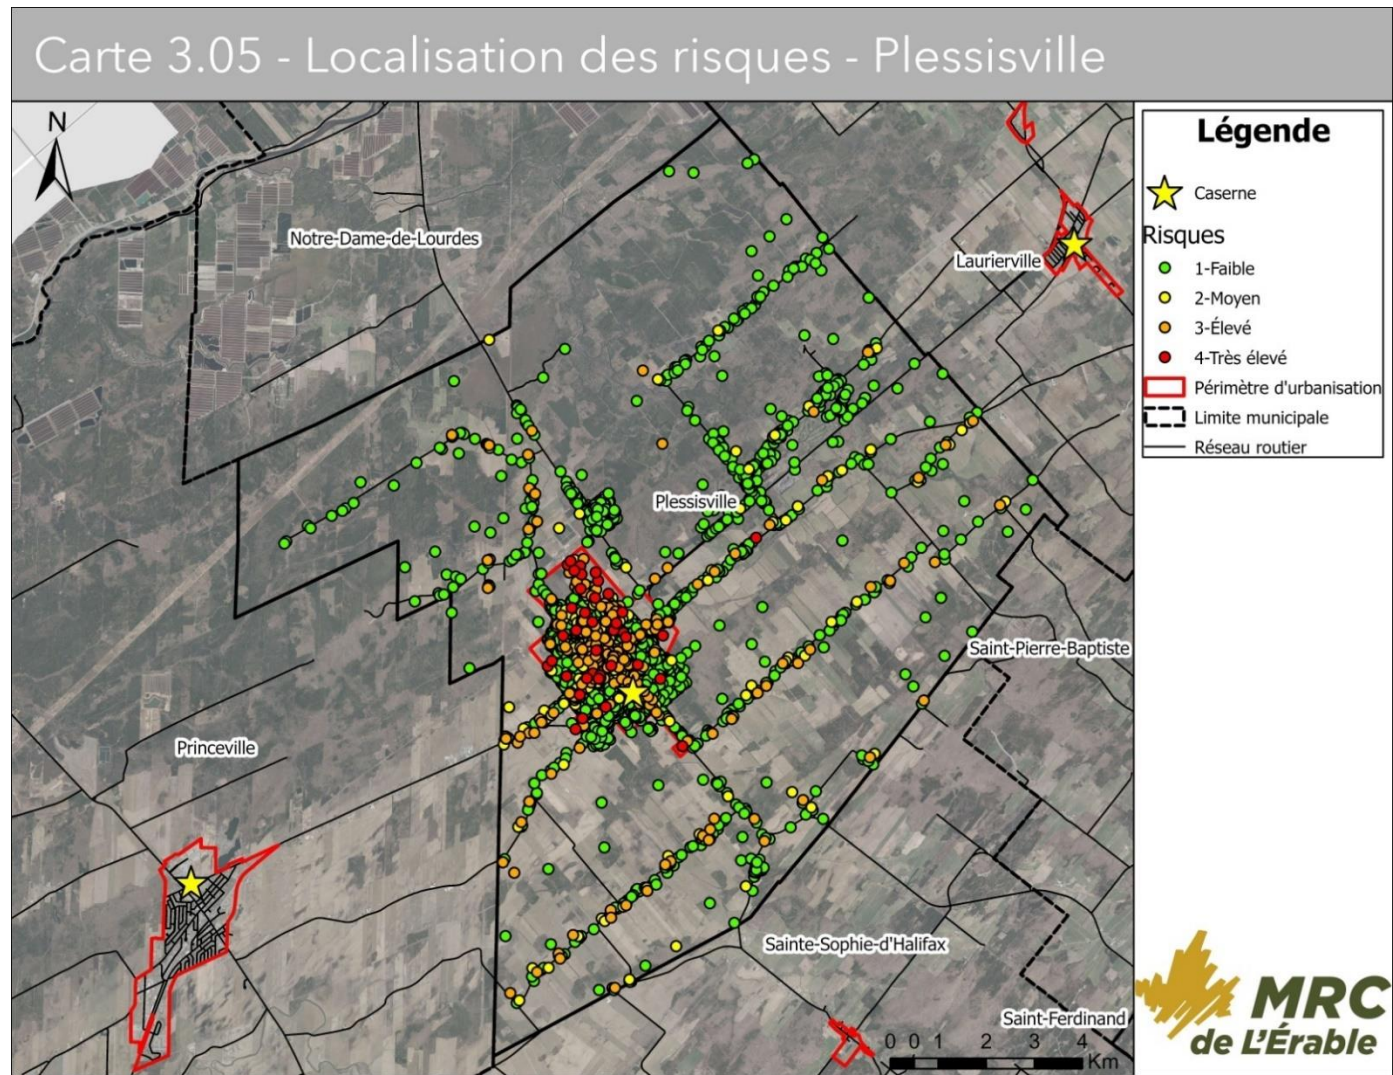 Carte 3.05 - Localisation des risques - Plessisville
N
Notre-Dame-de-Lourdes
Laurierville
Plessisville
Saint-Pierre-Baptiste
Princeville
Sainte-Sophie-d'Halifax
Saint-Ferdinand
0 0 1 2 3 4
Km
Légende
Caserne
Risques
1-Faible
2-Moyen
3-Élevé
4-Très élevé
Périmètre d'urbanisation
Limite municipale
Réseau routier
MRC
de L'Érable